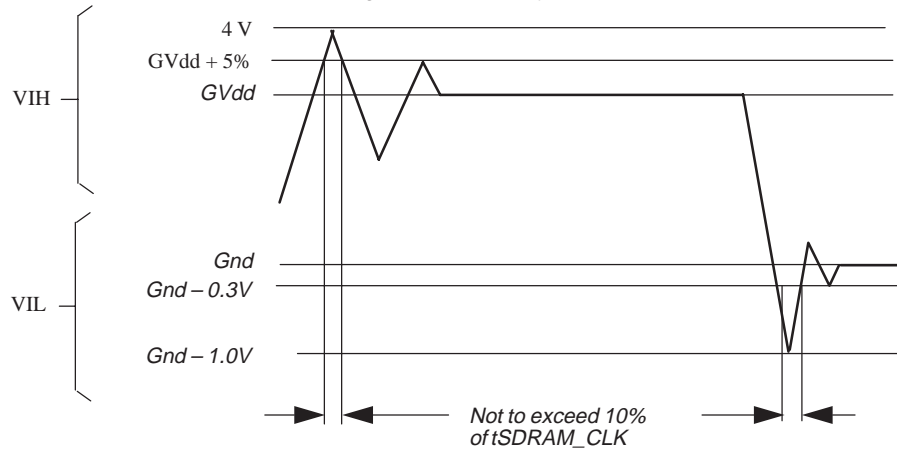 4 V
GVdd + 5%
VIH
GVdd
Gnd
VIL
Gnd – 0.3V
Gnd – 1.0V
Not to exceed 10%
of tSDRAM_CLK